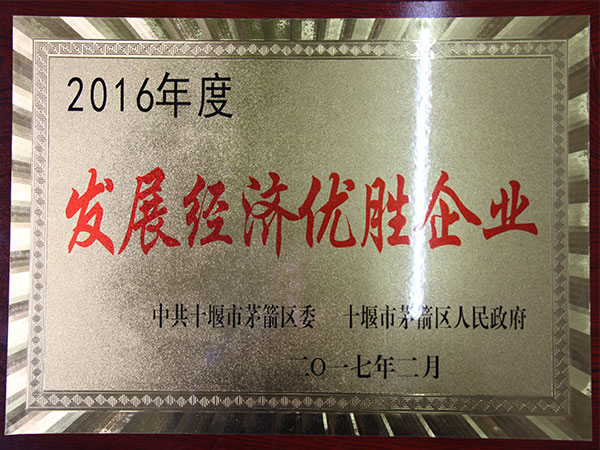 2016年度
发展经济优胜企业
中共十堰市茅箭区委 十堰市茅箭区人民政府
二〇一七年二月